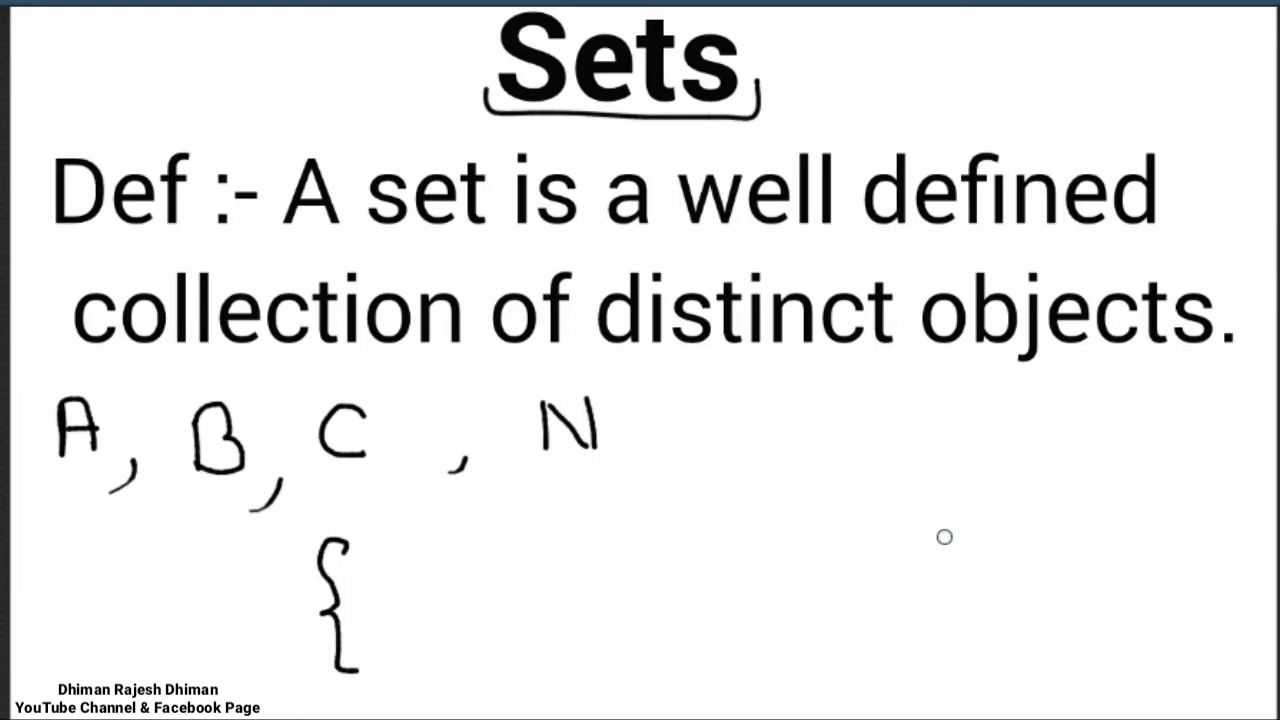 Sets
Def :- A set is a well defined
collection of distinct objects.
A, B, C , N
{
Dhiman Rajesh Dhiman
YouTube Channel & Facebook Page